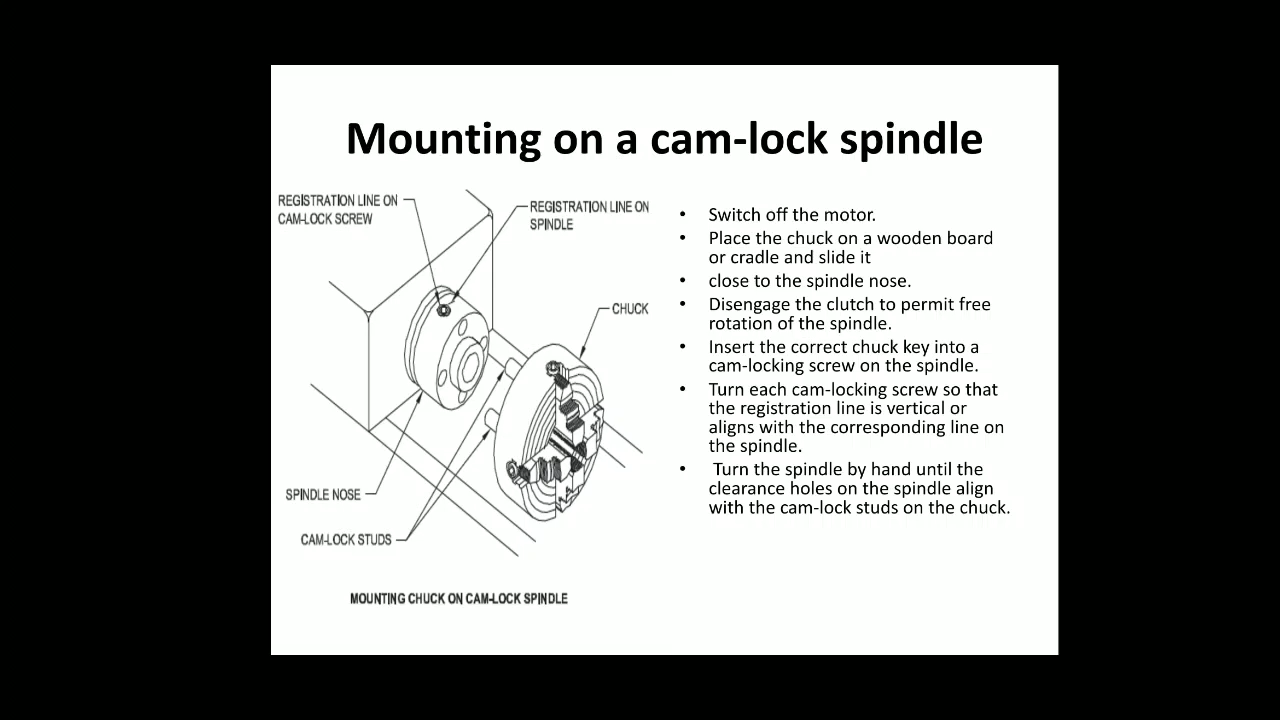 Mounting on a cam-lock spindle
REGISTRATION LINE ON
CAM-LOCK SCREW
REGISTRATION LINE ON
SPINDLE
CHUCK
SPINDLE NOSE
CAM-LOCK STUDS
MOUNTING CHUCK ON CAM-LOCK SPINDLE
• Switch off the motor.
• Place the chuck on a wooden board
or cradle and slide it
• close to the spindle nose.
• Disengage the clutch to permit free
rotation of the spindle.
• Insert the correct chuck key into a
cam-locking screw on the spindle.
• Turn each cam-locking screw so that
the registration line is vertical or
aligns with the corresponding line on
the spindle.
• Turn the spindle by hand until the
clearance holes on the spindle align
with the cam-lock studs on the chuck.